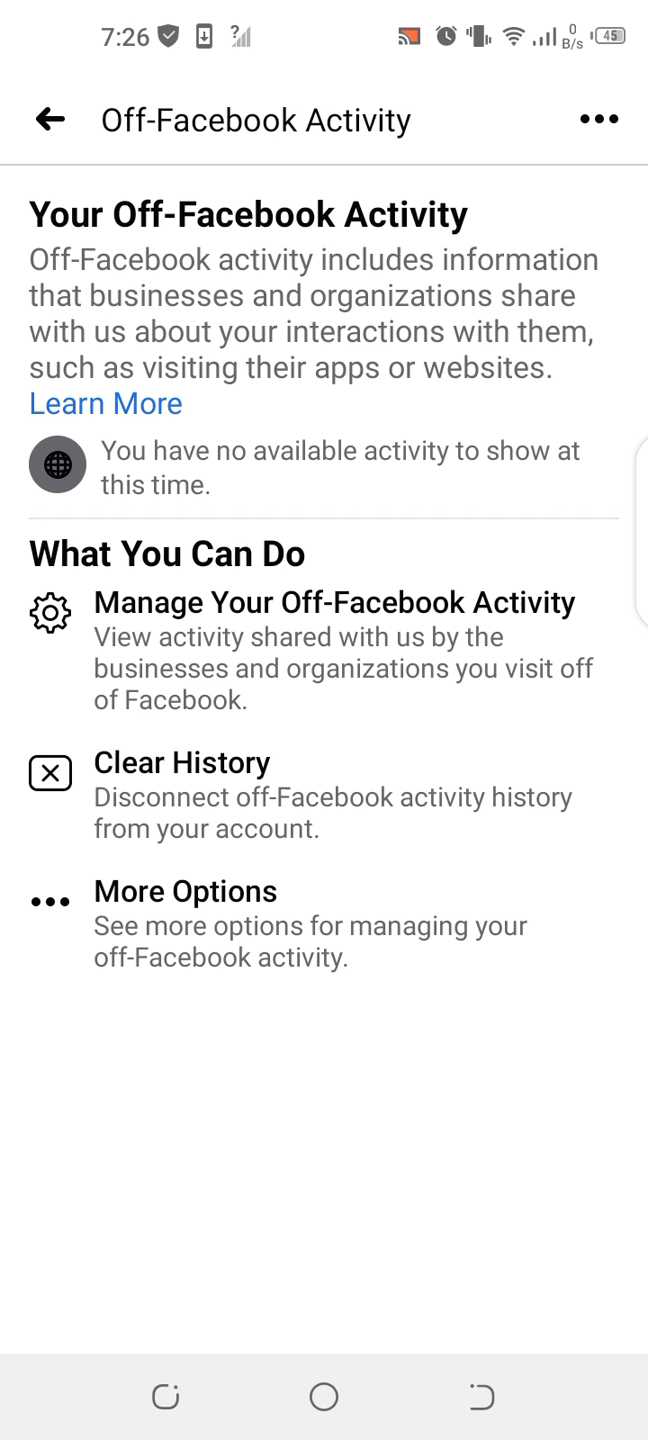 7:26
?
0
B/s
45
Off-Facebook Activity
Your Off-Facebook Activity
Off-Facebook activity includes information
that businesses and organizations share
with us about your interactions with them,
such as visiting their apps or websites.
Learn More
You have no available activity to show at
this time.
What You Can Do
Manage Your Off-Facebook Activity
View activity shared with us by the
businesses and organizations you visit off
of Facebook.
Clear History
Disconnect off-Facebook activity history
from your account.
More Options
See more options for managing your
off-Facebook activity.